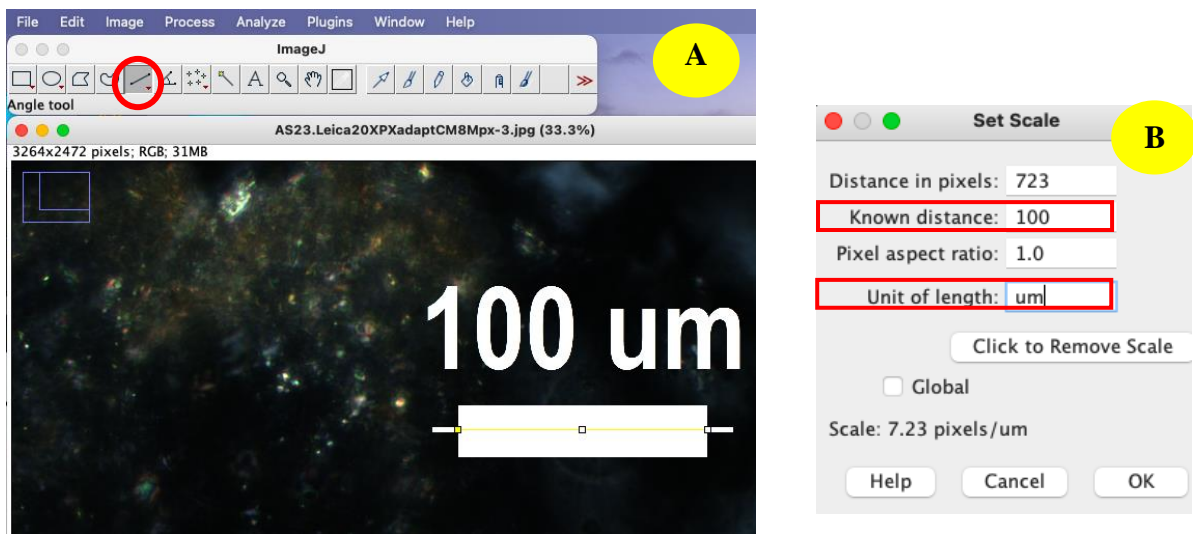 File Edit Image Process Analyze Plugins Window Help
ImageJ
A
Angle tool
AS23.Leica20XPXadaptCM8Mpx-3.jpg (33.3%)
3264x2472 pixels; RGB; 31MB
100 um
A
Set Scale
B
Distance in pixels: 723
Known distance: 100
Pixel aspect ratio: 1.0
Unit of length: um
Click to Remove Scale
Global
Scale: 7.23 pixels/um
Help Cancel OK